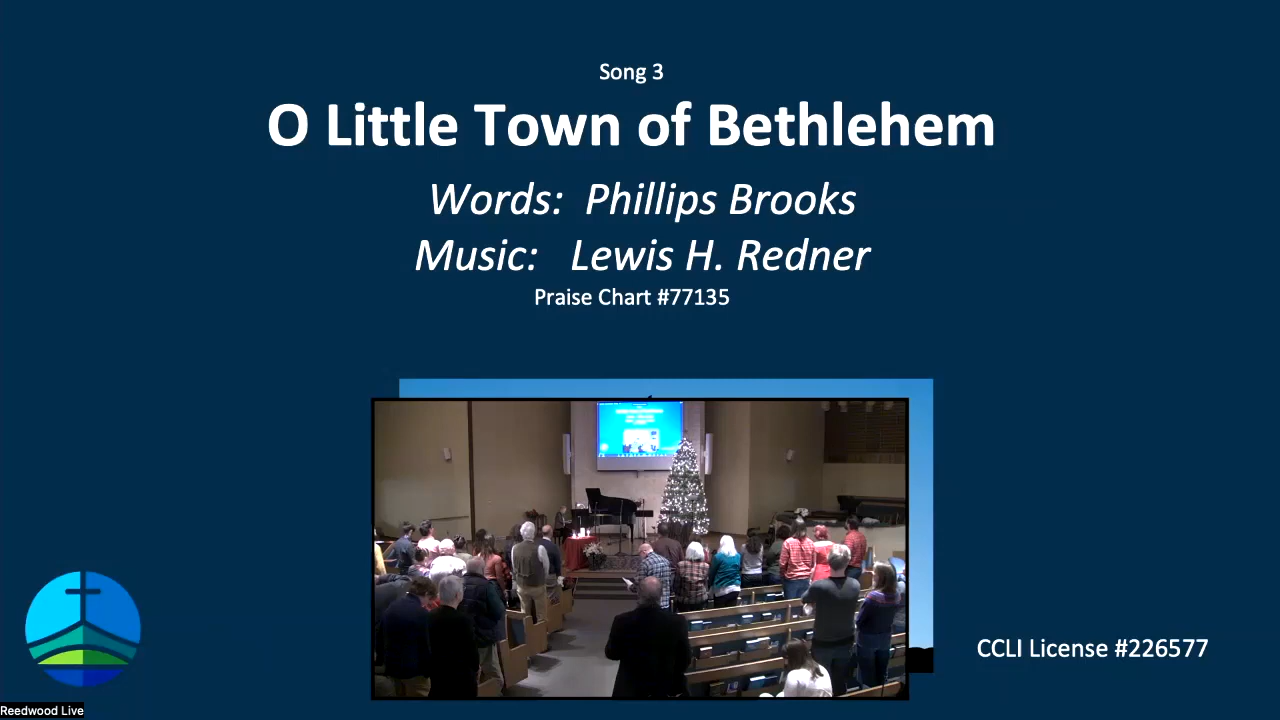 Song 3
O Little Town of Bethlehem
Words: Phillips Brooks
Music: Lewis H. Redner
Praise Chart #77135
CCLI License #226577
Reedwood Live